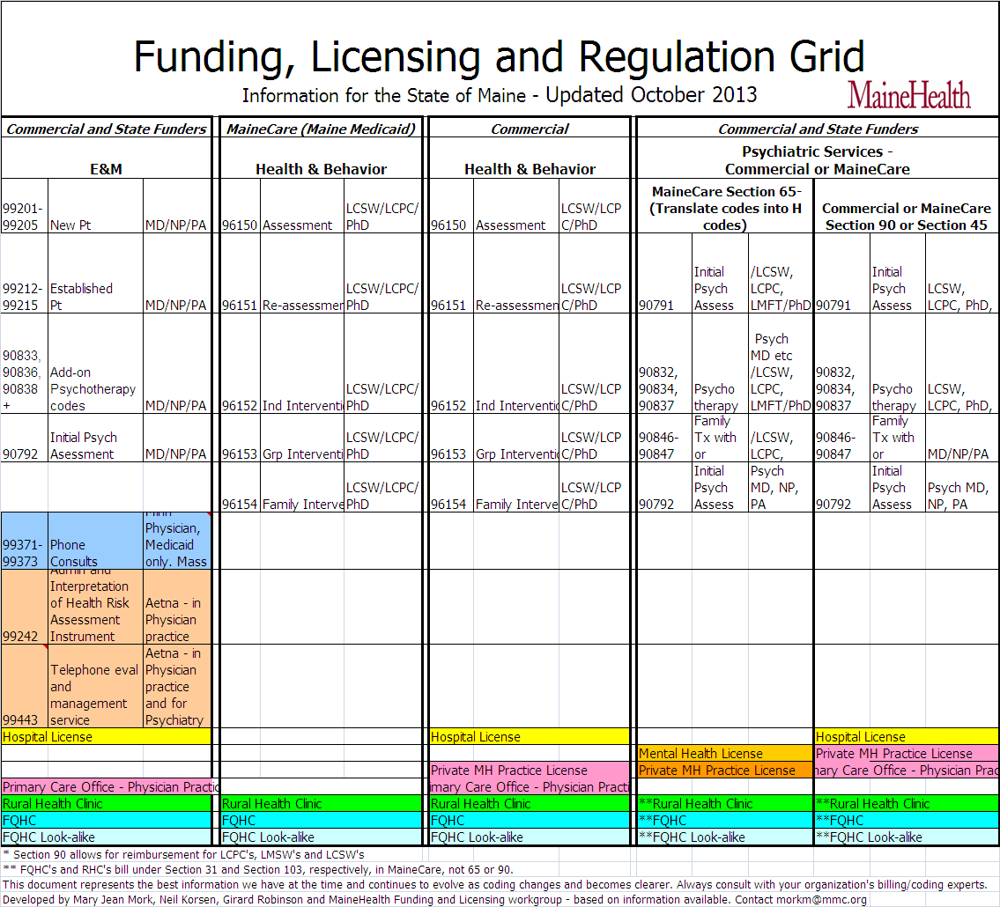 Funding, Licensing and Regulation Grid
Information for the State of Maine - Updated October 2013
MaineHealth
Commercial and State Funders
MaineCare (Maine Medicaid)
Commercial
Commercial and State Funders
E&M
Health & Behavior
Health & Behavior
Psychiatric Services -
Commercial or MaineCare
MaineCare Section 65-
(Translate codes into H
codes)
Commercial or MaineCare
Section 90 or Section 45
99201-
99205
New Pt
MD/NP/PA
96150
Assessment
LCSW/LCPC/
PhD
96150
Assessment
LCSW/LCP
C/PhD
99212-
99215
Established
Pt
MD/NP/PA
96151
Re-assessmen
LCSW/LCPC/
PhD
96151
Re-assessmen
LCSW/LCP
C/PhD
90791
Initial
Psych
Assess
/LCSW,
LCPC,
LMFT/PhD
90791
Initial
Psych
Assess
LCSW,
LCPC, PhD,
90833,
90836,
90838
+
Add-on
Psychotherapy
codes
MD/NP/PA
96152
Ind Interventi
LCSW/LCPC/
PhD
96152
Ind Interventi
LCSW/LCP
C/PhD
90832,
90834,
90837
Psycho
therapy
Psych
MD etc
/LCSW,
LCPC,
LMFT/PhD
90832,
90834,
90837
Psycho
therapy
LCSW,
LCPC, PhD,
90792
Initial Psych
Asessment
MD/NP/PA
96153
Grp Interventi
LCSW/LCPC/
PhD
96153
Grp Interventi
LCSW/LCP
C/PhD
90846-
90847
Family
Tx with
or
/LCSW,
LCPC,
90846-
90847
Family
Tx with
or
MD/NP/PA
96154
Family Interve
LCSW/LCPC/
PhD
96154
Family Interve
LCSW/LCP
C/PhD
90792
Initial
Psych
Assess
Psych
MD, NP,
PA
90792
Initial
Psych
Assess
Psych MD,
NP, PA
99371-
99373
Phone
Consults
Physician,
Medicaid
only. Mass
99242
Admin and
Interpretation
of Health Risk
Assessment
Instrument
Aetna - in
Physician
practice
99443
Telephone eval
and
management
service
Aetna - in
Physician
practice
and for
Psychiatry
Hospital License
Hospital License
Hospital License
Mental Health License
Private MH Practice License
Private MH Practice License
Private MH Practice License
nary Care Office - Physician Prac
Primary Care Office - Physician Practic
imary Care Office - Physician Practi
Rural Health Clinic
Rural Health Clinic
Rural Health Clinic
**Rural Health Clinic
**Rural Health Clinic
FQHC
FQHC
FQHC
**FQHC
**FQHC
FQHC Look-alike
FQHC Look-alike
FQHC Look-alike
**FQHC Look-alike
**FQHC Look-alike
* Section 90 allows for reimbursement for LCPC's, LMSW's and LCSW's
** FQHC's and RHC's bill under Section 31 and Section 103, respectively, in MaineCare, not 65 or 90.
This document represents the best information we have at the time and continues to evolve as coding changes and becomes clearer. Always consult with your organization's billing/coding experts.
Developed by Mary Jean Mork, Neil Korsen, Girard Robinson and MaineHealth Funding and Licensing workgroup - based on information available. Contact morkm@mmc.org